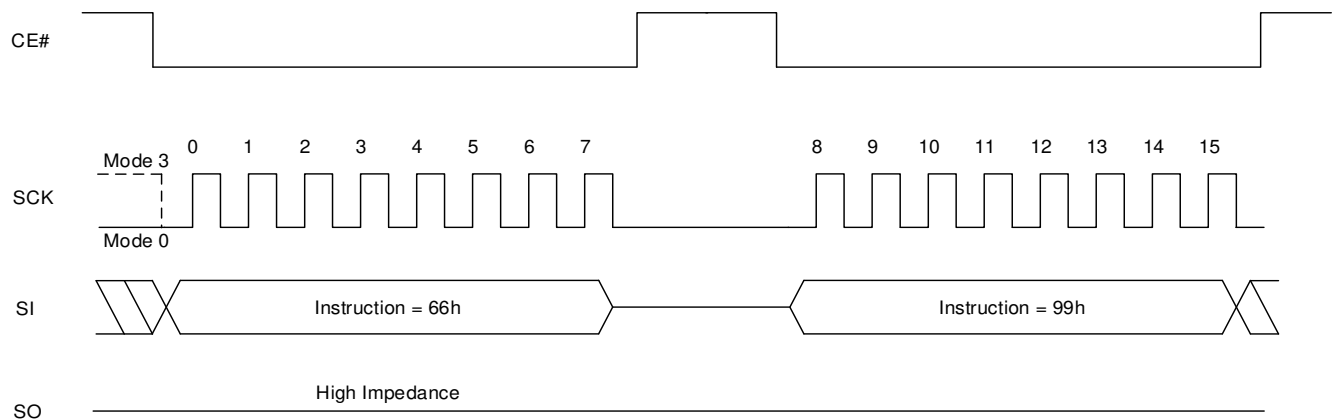 CE#
0 1 2 3 4 5 6 7 8 9 10 11 12 13 14 15
Mode 3
SCK
Mode 0
SI
Instruction = 66h
Instruction = 99h
High Impedance
SO